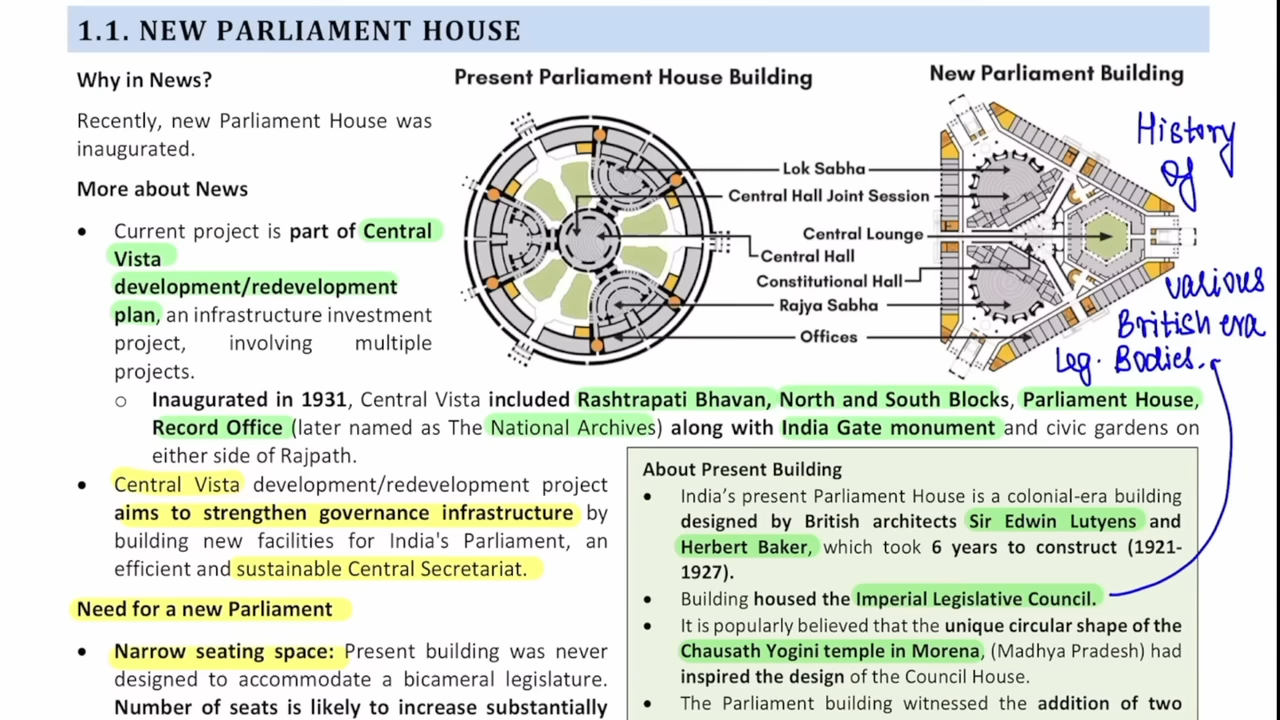 1.1. NEW PARLIAMENT HOUSE
Why in News?
Recently, new Parliament House was
inaugurated.
More about News
• Current project is part of Central
Vista
development/redevelopment
plan, an infrastructure investment
project, involving multiple
projects.
Present Parliament House Building
New Parliament Building
Lok Sabha
Central Hall Joint Session
Central Lounge
Central Hall
Constitutional Hall
Rajya Sabha
Offices
History
of
various
British era
Leg. Bodies.
o Inaugurated in 1931, Central Vista included Rashtrapati Bhavan, North and South Blocks, Parliament House,
Record Office (later named as The National Archives) along with India Gate monument and civic gardens on
either side of Rajpath.
• Central Vista development/redevelopment project
aims to strengthen governance infrastructure by
building new facilities for India's Parliament, an
efficient and sustainable Central Secretariat.
Need for a new Parliament
• Narrow seating space: Present building was never
designed to accommodate a bicameral legislature.
Number of seats is likely to increase substantially
About Present Building
• India's present Parliament House is a colonial-era building
designed by British architects Sir Edwin Lutyens and
Herbert Baker, which took 6 years to construct (1921-
1927).
• Building housed the Imperial Legislative Council.
• It is popularly believed that the unique circular shape of the
Chausath Yogini temple in Morena, (Madhya Pradesh) had
inspired the design of the Council House.
• The Parliament building witnessed the addition of two